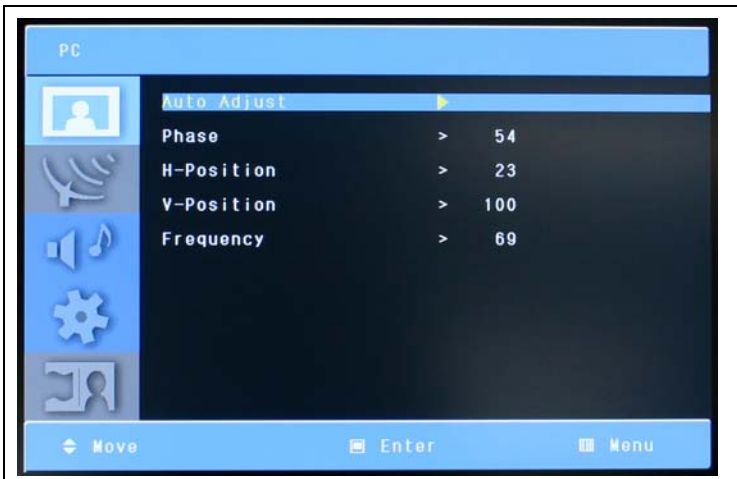 PC
Auto Adjust
Phase > 54
H-Position > 23
V-Position > 100
Frequency > 69
Move Enter Menu